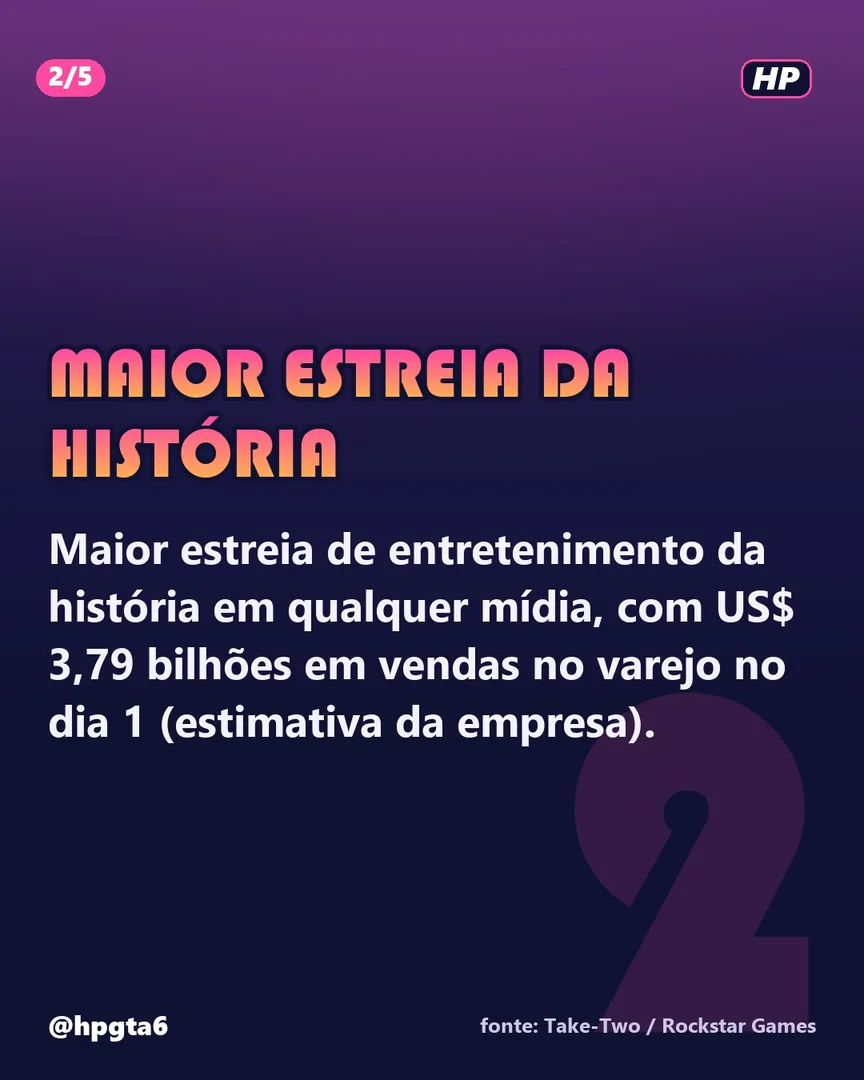 2/5
HP
MAIOR ESTREIA DA
HISTÓRIA
Maior estreia de entretenimento da
história em qualquer mídia, com US$
3,79 bilhões em vendas no varejo no
dia 1 (estimativa da empresa).
2
@hpgta6
fonte: Take-Two / Rockstar Games